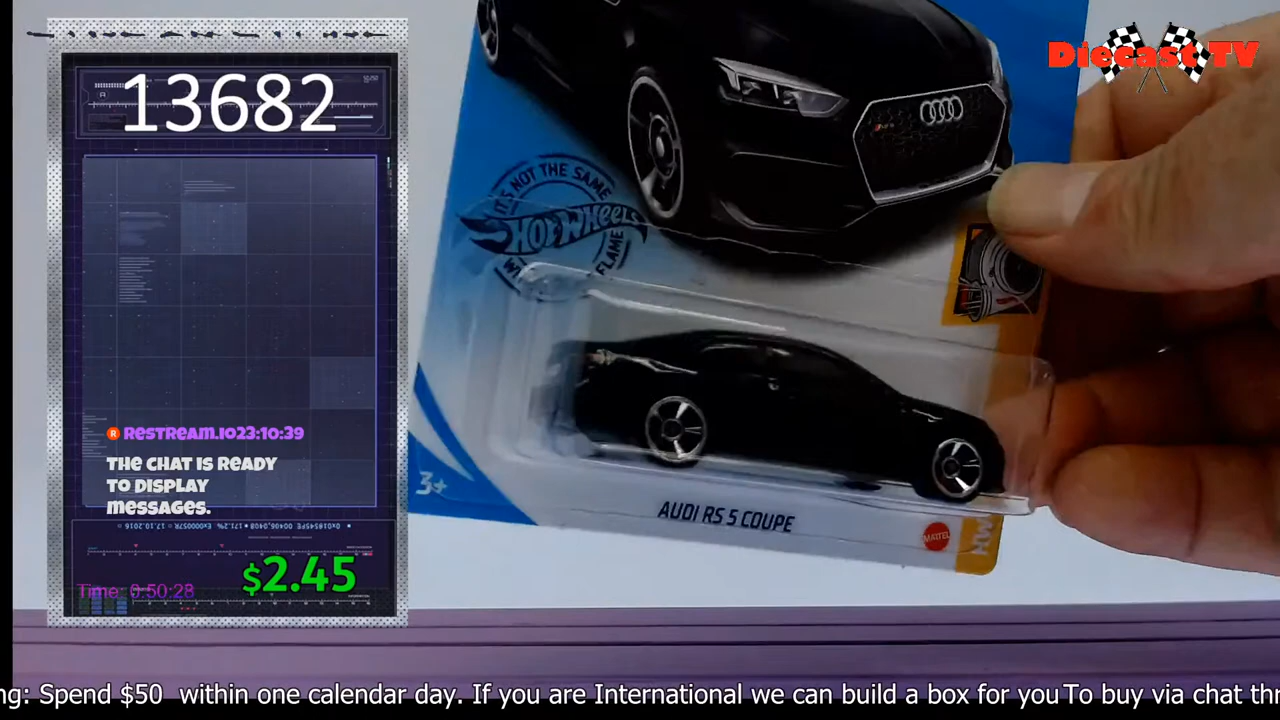 13682
Diecast TV
IT'S NOT THE SAME
Hot Wheels
FLAME
RESTREAM.IO23:10:39
THE CHAT IS READY
TO DISPLAY
MESSAGES.
Time: 0:50:28
$2.45
3+
AUDI RS 5 COUPE
MATTEL
HW
ng: Spend $50 within one calendar day. If you are International we can build a box for you To buy via chat thr